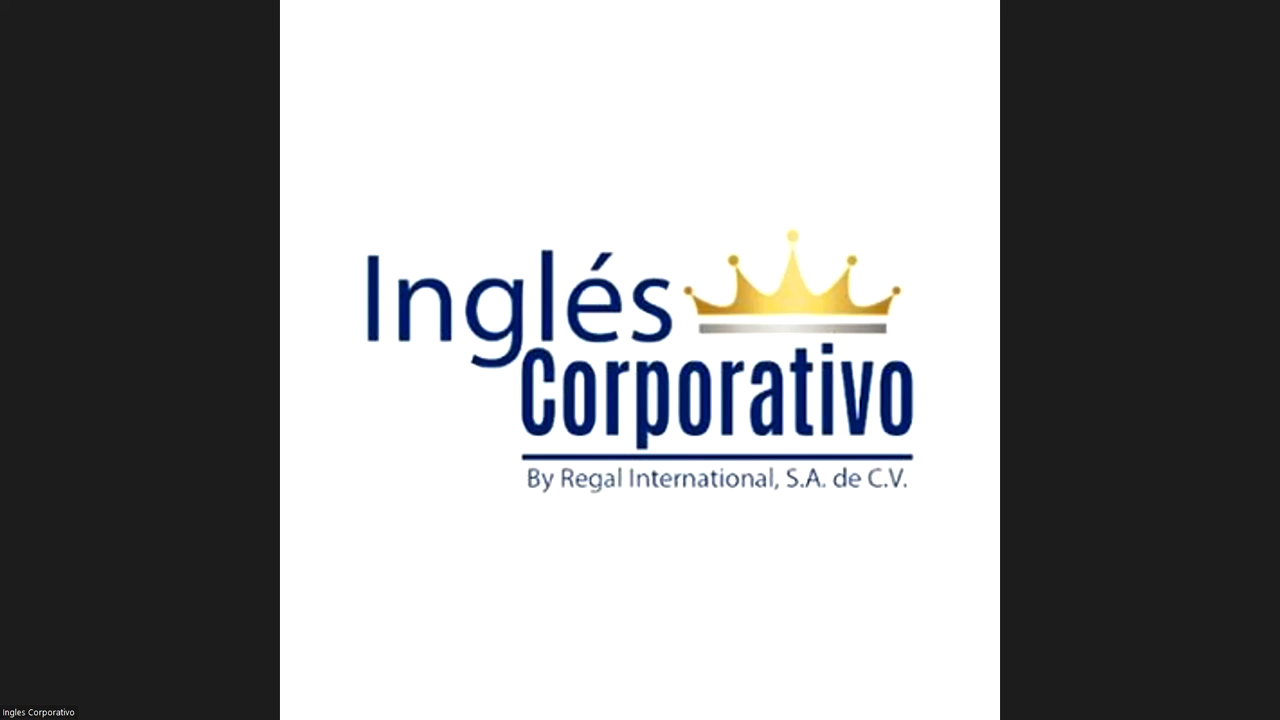 Inglés
Corporativo
By Regal International, S.A. de C.V.
Ingles Corporativo